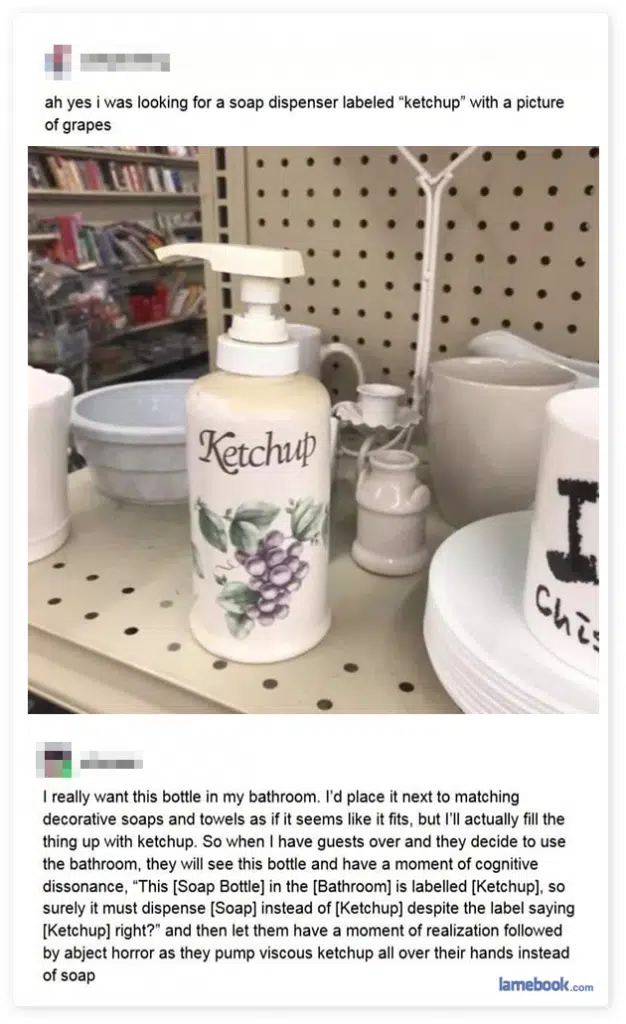 ah yes i was looking for a soap dispenser labeled “ketchup” with a picture
of grapes
Ketchup
I
Chis
I really want this bottle in my bathroom. I’d place it next to matching
decorative soaps and towels as if it seems like it fits, but I’ll actually fill the
thing up with ketchup. So when I have guests over and they decide to use
the bathroom, they will see this bottle and have a moment of cognitive
dissonance, “This [Soap Bottle] in the [Bathroom] is labelled [Ketchup], so
surely it must dispense [Soap] instead of [Ketchup] despite the label saying
[Ketchup] right?” and then let them have a moment of realization followed
by abject horror as they pump viscous ketchup all over their hands instead
of soap
lamebook.com